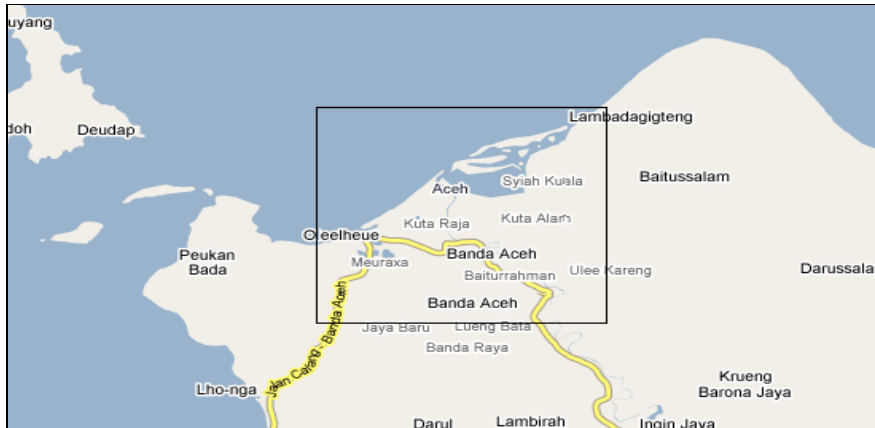 uyang
doh
Deudap
Lambadagigteng
Baitussalam
Syiah Kuala
Aceh
Kuta Raja
Kuta Alam
Oleelheue
Peukan
Bada
Meuraxa
Banda Aceh
Baiturrahman
Ulee Kareng
Darussala
Banda Aceh
Jalan Calang - Banda Aceh
Jaya Baru
Lueng Bata
Banda Raya
Lho-nga
Krueng
Barona Jaya
Darul
Lambirah
Ingin Jaya